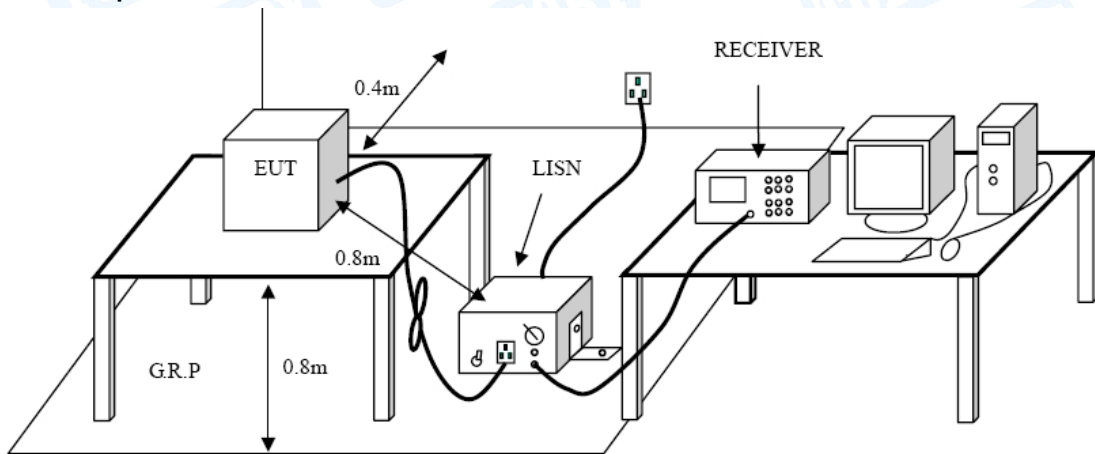 RECEIVER
0.4m
EUT
LISN
0.8m
G.R.P
0.8m